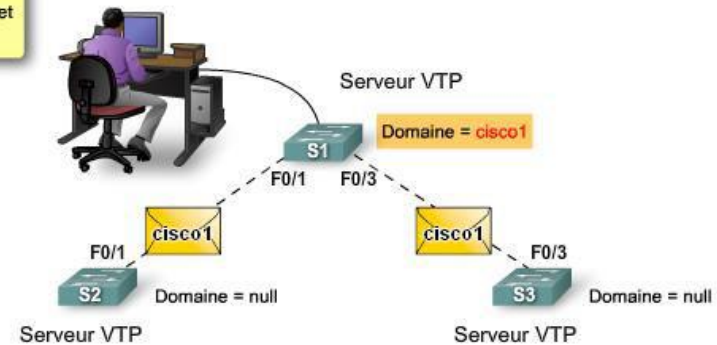 et
Serveur VTP
Domaine = cisco1
S1
F0/1 F0/3
cisco1 cisco1
F0/1 F0/3
S2 Domaine = null S3 Domaine = null
Serveur VTP Serveur VTP